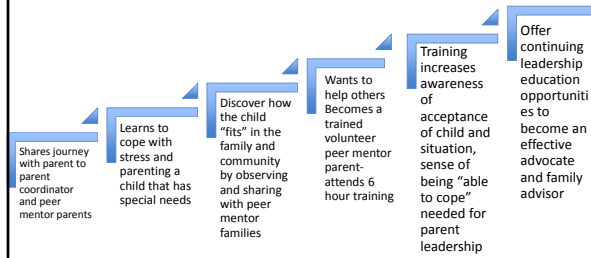 Shares journey
with parent to
parent
coordinator
and peer
mentor parents
Learns to
cope with
stress and
parenting a
child that has
special needs
Discover how
the child
"fits" in the
family and
community
by observing
and sharing
with peer
mentor
families
Wants to
help others
Becomes a
trained
volunteer
peer mentor
parent-
attends 6
hour training
Training
increases
awareness
of
acceptance
of child and
situation,
sense of
being "able
to cope"
needed for
parent
leadership
Offer
continuing
leadership
education
opportuniti
es to
become an
effective
advocate
and family
advisor